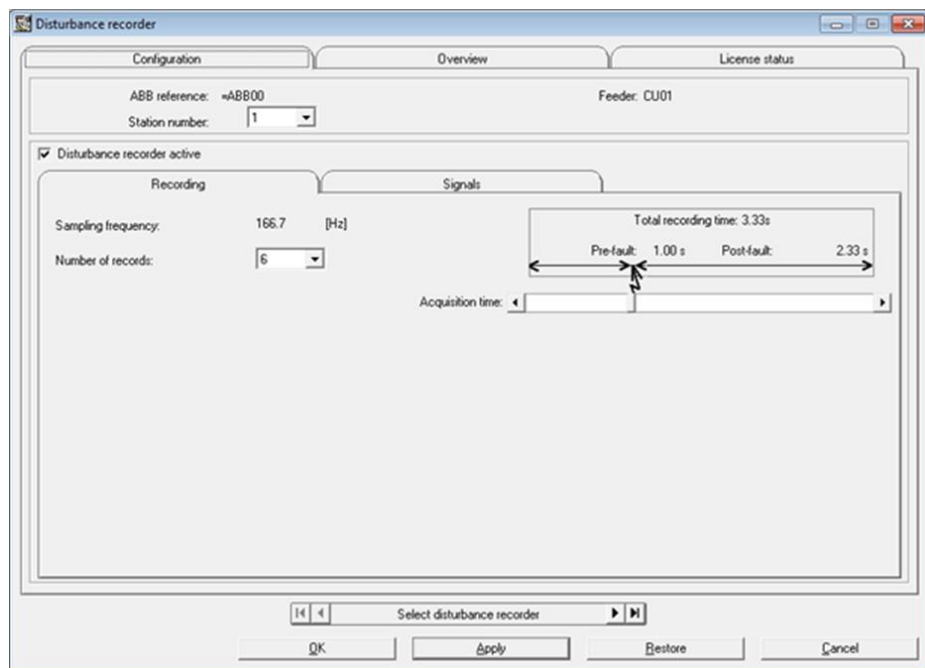 Disturbance recorder
Configuration Overview License status
ABB reference: =ABB00 Feeder: CU01
Station number: 1
Disturbance recorder active
Recording Signals
Sampling frequency: 166.7 [Hz]
Total recording time: 3.33s
Pre-fault: 1.00 s Post-fault: 2.33 s
Number of records: 6
Acquisition time:
Select disturbance recorder
OK Apply Restore Cancel